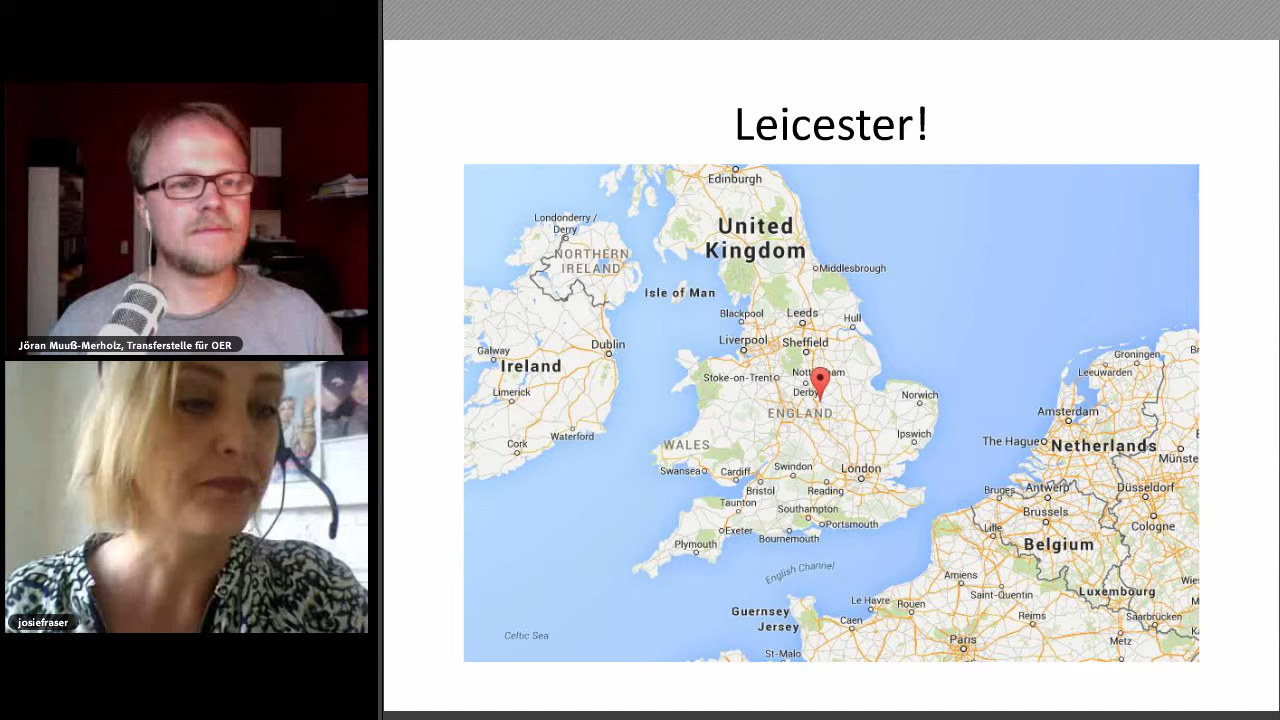 Jöran Muuß-Merholz, Transferstelle für OER
josiefraser
Leicester!
Edinburgh
United
Kingdom
Londonderry /
Derry
NORTHERN
IRELAND
Middlesbrough
Isle of Man
Blackpool
Leeds
Hull
Liverpool
Sheffield
Galway
Dublin
Ireland
Stoke-on-Trent
Derby
Limerick
Norwich
ENGLAND
Waterford
Cork
Ipswich
WALES
Swansea
Cardiff
Swindon
London
Bristol
Reading
Taunton
Southampton
Exeter
Portsmouth
Bournemouth
Plymouth
English Channel
Guernsey
Jersey
Celtic Sea
St-Malo
Le Havre
Rouen
Caen
Amiens
Saint-Quentin
Reims
Paris
Metz
Groningen
Leeuwarden
Amsterdam
The Hague
Netherlands
Münste
Bruges
Antwerp
Düsseldorf
Brussels
Cologne
Lille
Belgium
Luxembourg
Saarbrücken